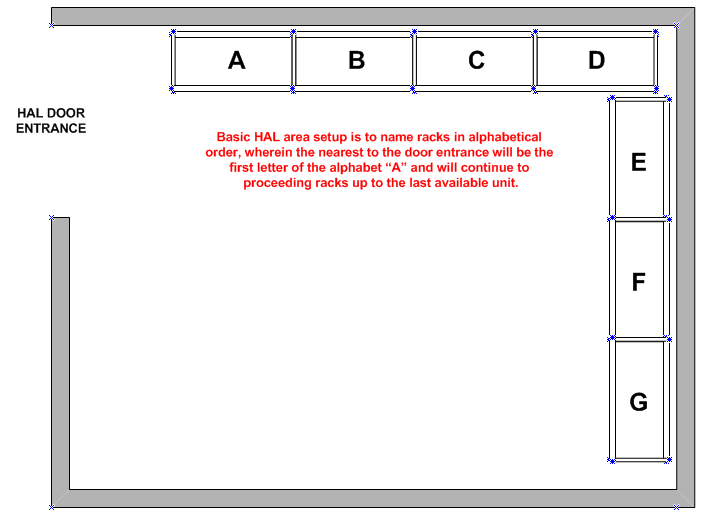 A B C D
HAL DOOR
ENTRANCE
Basic HAL area setup is to name racks in alphabetical
order, wherein the nearest to the door entrance will be the
first letter of the alphabet “A” and will continue to
proceeding racks up to the last available unit.
E
F
G